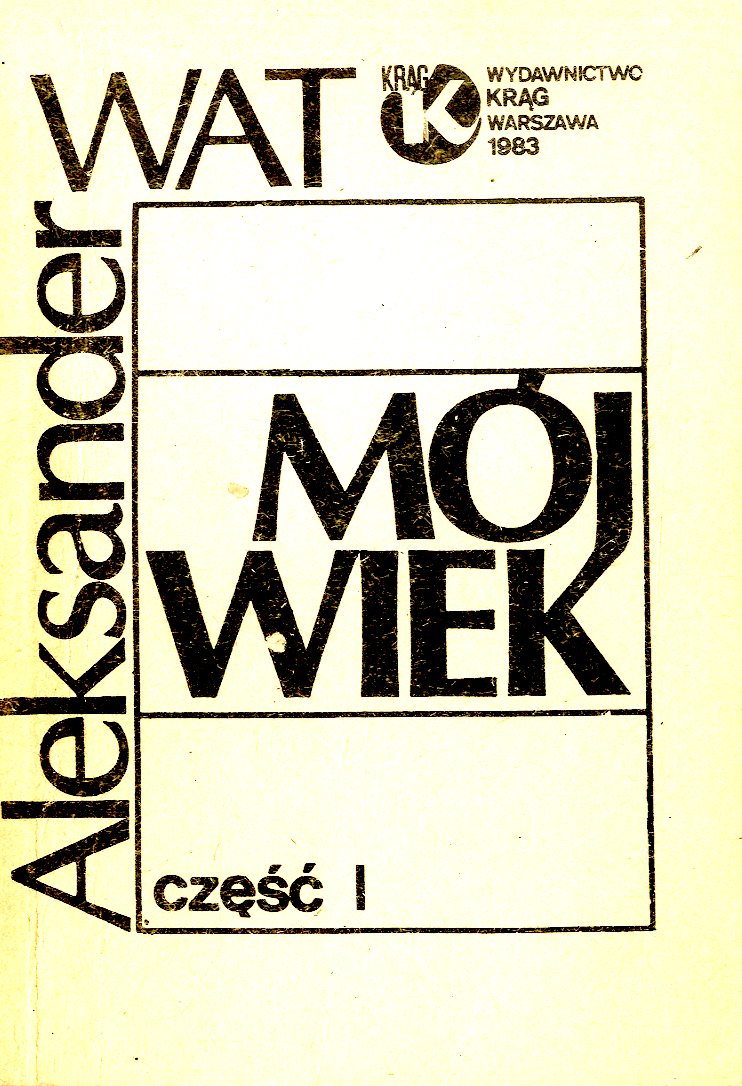 Aleksander
WAT
KRĄG
K
WYDAWNICTWO
KRĄG
WARSZAWA
1983
MÓJ
WIEK
część I